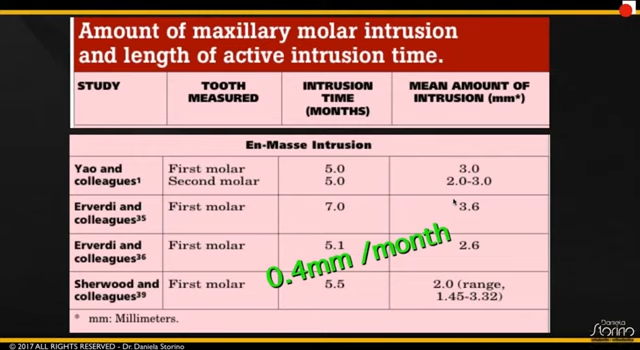 Amount of maxillary molar intrusion
and length of active intrusion time.
STUDY TOOTH MEASURED INTRUSION TIME (MONTHS) MEAN AMOUNT OF INTRUSION (mm*)
En-Masse Intrusion
Yao and First molar 5.0 3.0
colleagues¹ Second molar 5.0 2.0-3.0
Erverdi and First molar 7.0 3.6
colleagues³⁵
Erverdi and First molar 5.1 2.6
colleagues³⁶
0.4mm /month
Sherwood and First molar 5.5 2.0 (range,
colleagues³⁹ 1.45-3.32)
* mm: Millimeters.
© 2017 ALL RIGHTS RESERVED - Dr. Daniela Storino
Daniela
Storino